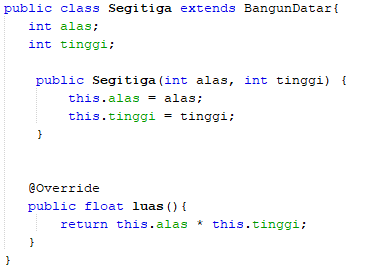 public class Segitiga extends BangunDatar{
int alas;
int tinggi;
public Segitiga(int alas, int tinggi) {
this.alas = alas;
this.tinggi = tinggi;
}
@Override
public float luas(){
return this.alas * this.tinggi;
}
}